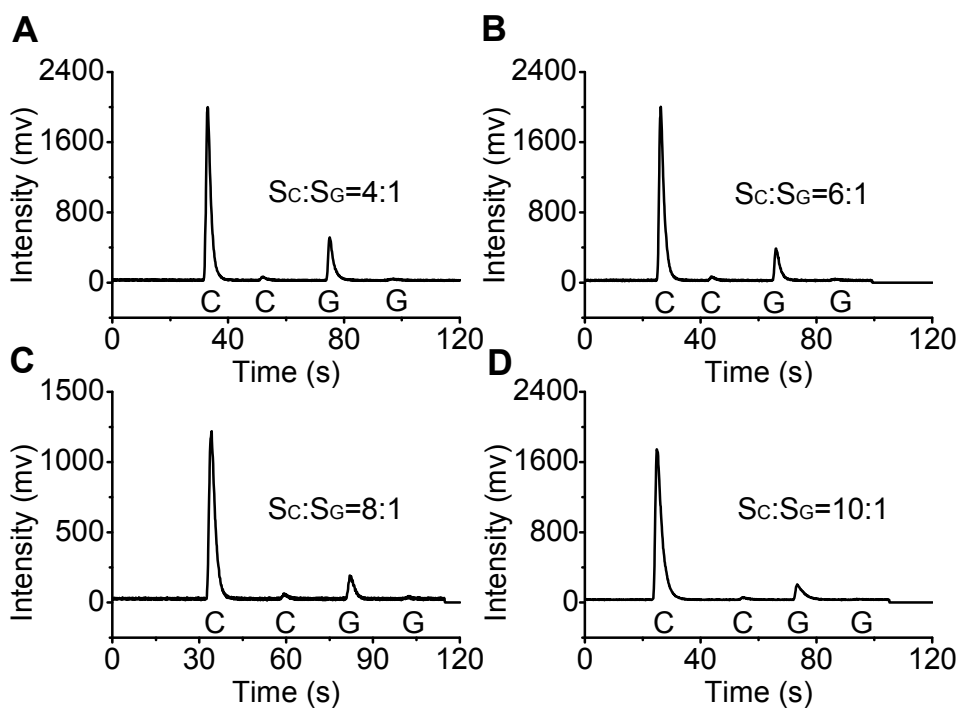 A
Intensity (mv)
2400
1600
800
0
SC:SG=4:1
C C G G
0 40 80 120
Time (s)
B
Intensity (mv)
2400
1600
800
0
SC:SG=6:1
C C G G
0 40 80 120
Time (s)
C
Intensity (mv)
1500
1000
500
0
SC:SG=8:1
C C G G
0 30 60 90 120
Time (s)
D
Intensity (mv)
2400
1600
800
0
SC:SG=10:1
C C G G
0 40 80 120
Time (s)